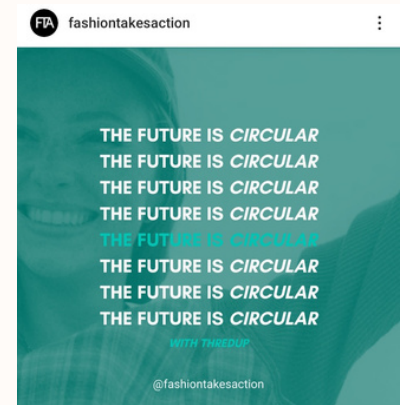 FTA fashiontakesaction
THE FUTURE IS CIRCULAR
THE FUTURE IS CIRCULAR
THE FUTURE IS CIRCULAR
THE FUTURE IS CIRCULAR
THE FUTURE IS CIRCULAR
THE FUTURE IS CIRCULAR
THE FUTURE IS CIRCULAR
THE FUTURE IS CIRCULAR
WITH THREDUP
@fashiontakesaction